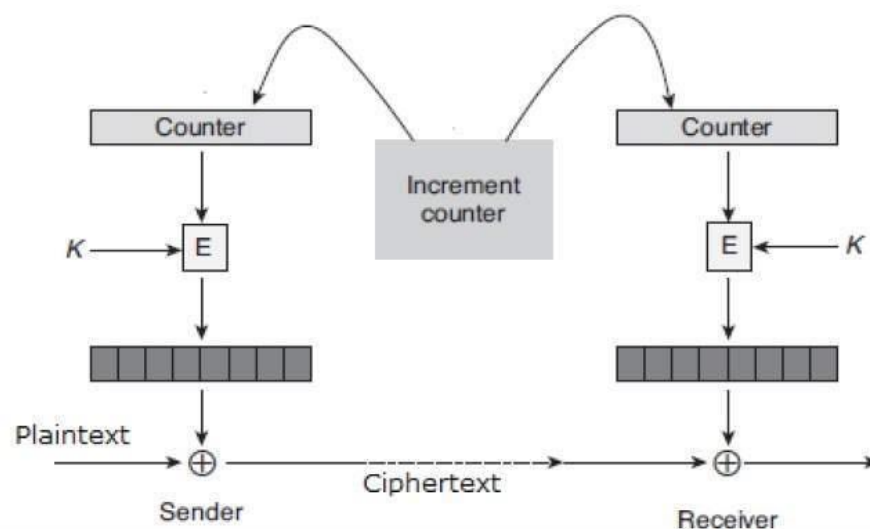 Counter
Counter
Increment
counter
K
E
E
K
Plaintext
Ciphertext
Sender
Receiver